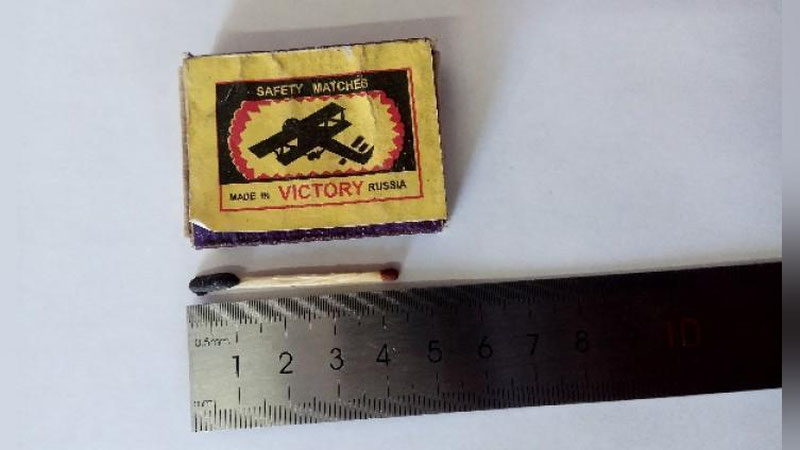 SAFETY MATCHES
MADE IN VICTORY RUSSIA
0.5mm
1 2 3 4 5 6 7 8 10